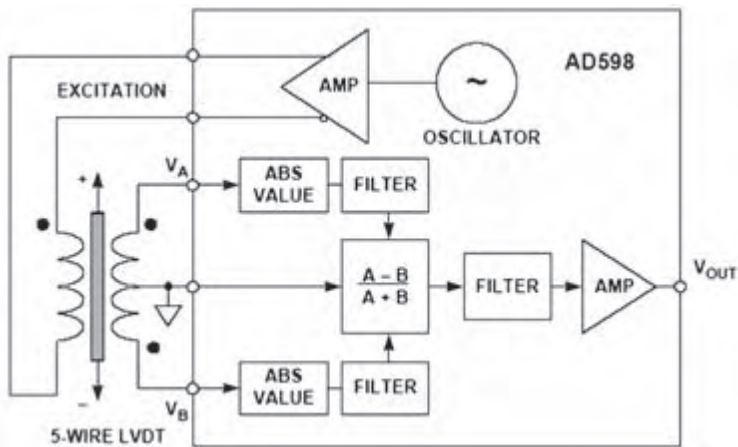 AD598
EXCITATION
AMP
~
OSCILLATOR
V_A
ABS
VALUE
FILTER
+
A – B
A + B
FILTER
AMP
V_OUT
–
ABS
VALUE
FILTER
V_B
5-WIRE LVDT